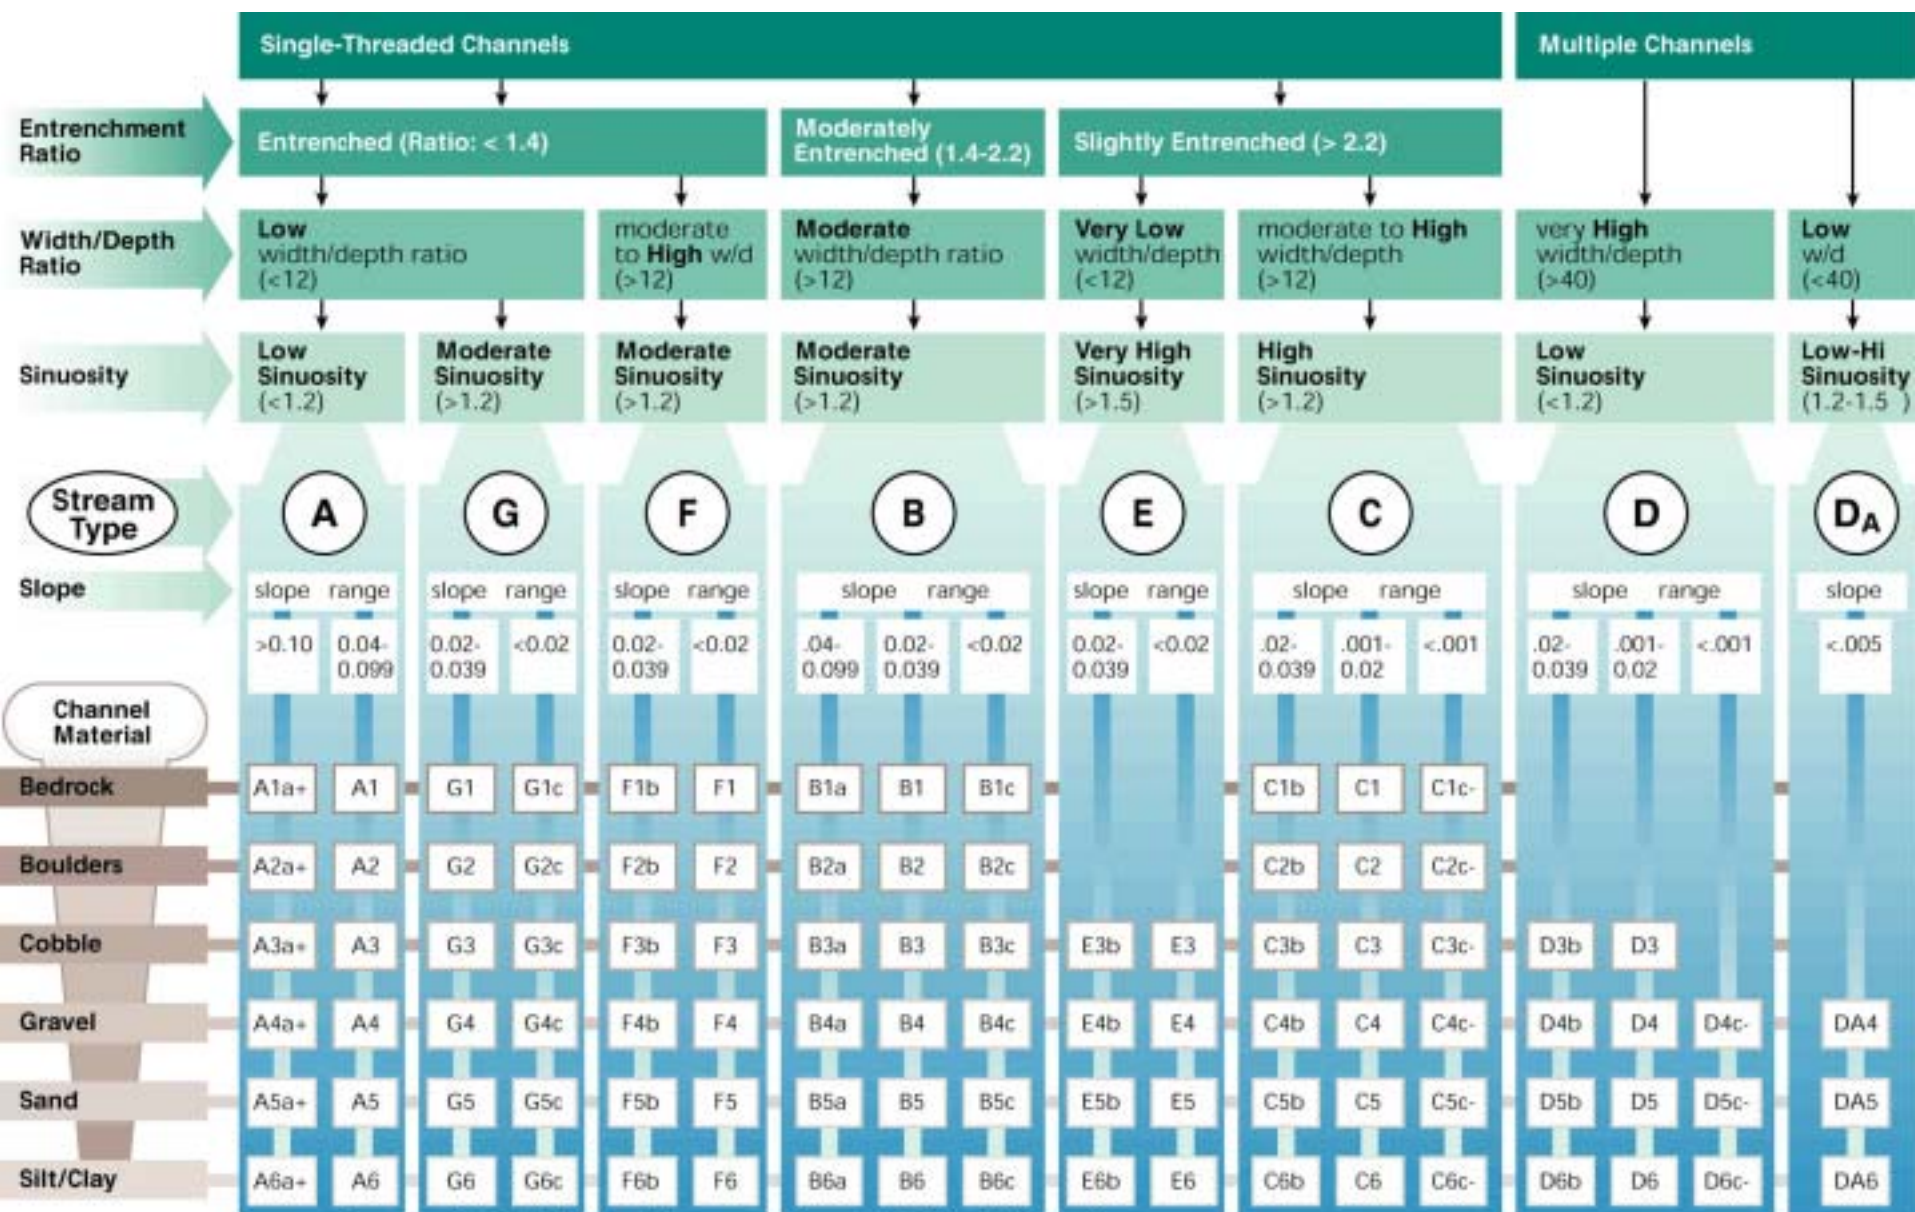 Single-Threaded Channels
Multiple Channels
Entrenchment
Ratio
Entrenched (Ratio: < 1.4)
Moderately
Entrenched (1.4-2.2)
Slightly Entrenched (> 2.2)
Width/Depth
Ratio
Low
width/depth ratio
(<12)
moderate
to High w/d
(>12)
Moderate
width/depth ratio
(>12)
Very Low
width/depth
(<12)
moderate to High
width/depth
(>12)
very High
width/depth
(>40)
Low
w/d
(<40)
Sinuosity
Low
Sinuosity
(<1.2)
Moderate
Sinuosity
(>1.2)
Moderate
Sinuosity
(>1.2)
Moderate
Sinuosity
(>1.2)
Very High
Sinuosity
(>1.5)
High
Sinuosity
(>1.2)
Low
Sinuosity
(<1.2)
Low-Hi
Sinuosity
(1.2-1.5 )
Stream
Type
A
G
F
B
E
C
D
DA
Slope
slope range
slope range
slope range
slope range
slope range
slope range
slope range
slope
>0.10
0.04-
0.099
0.02-
0.039
<0.02
0.02-
0.039
<0.02
.04-
0.099
0.02-
0.039
<0.02
0.02-
0.039
<0.02
.02-
0.039
.001-
0.02
<.001
.02-
0.039
.001-
0.02
<.001
<.005
Channel
Material
Bedrock
A1a+ A1 G1 G1c F1b F1 B1a B1 B1c C1b C1 C1c-
Boulders
A2a+ A2 G2 G2c F2b F2 B2a B2 B2c C2b C2 C2c-
Cobble
A3a+ A3 G3 G3c F3b F3 B3a B3 B3c E3b E3 C3b C3 C3c- D3b D3
Gravel
A4a+ A4 G4 G4c F4b F4 B4a B4 B4c E4b E4 C4b C4 C4c- D4b D4 D4c- DA4
Sand
A5a+ A5 G5 G5c F5b F5 B5a B5 B5c E5b E5 C5b C5 C5c- D5b D5 D5c- DA5
Silt/Clay
A6a+ A6 G6 G6c F6b F6 B6a B6 B6c E6b E6 C6b C6 C6c- D6b D6 D6c- DA6